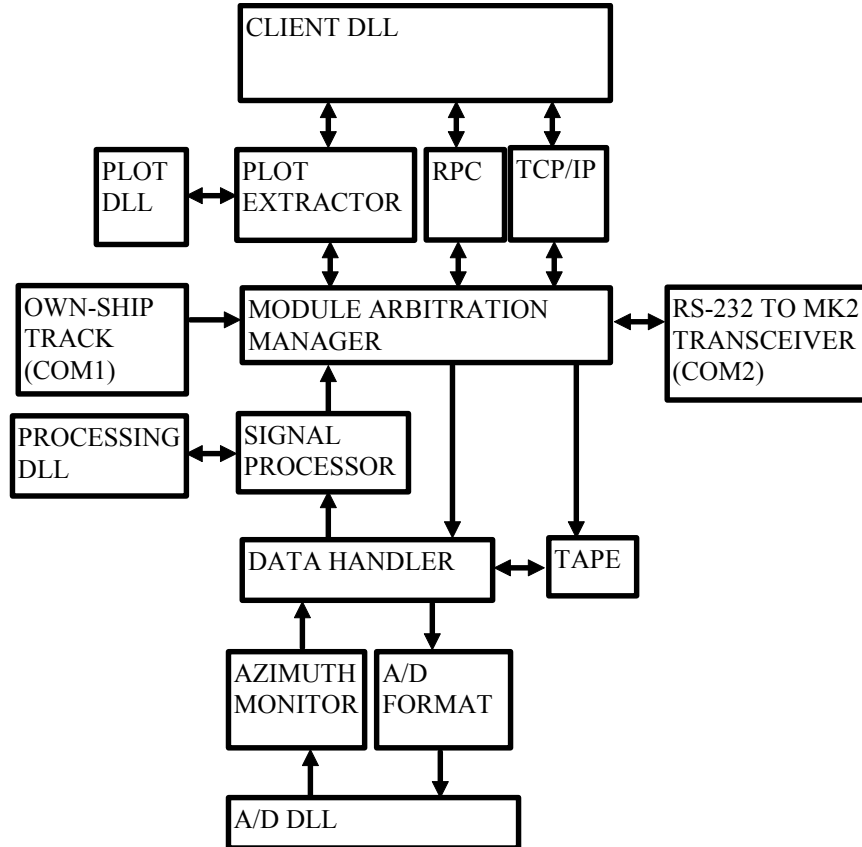 CLIENT DLL
PLOT
DLL
PLOT
EXTRACTOR
RPC
TCP/IP
OWN-SHIP
TRACK
(COM1)
MODULE ARBITRATION
MANAGER
RS-232 TO MK2
TRANSCEIVER
(COM2)
PROCESSING
DLL
SIGNAL
PROCESSOR
DATA HANDLER
TAPE
AZIMUTH
MONITOR
A/D
FORMAT
A/D DLL